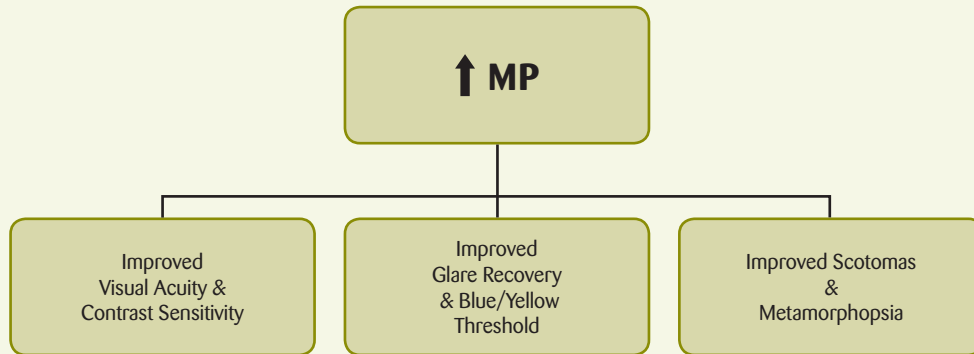 ⬆ MP
Improved
Visual Acuity &
Contrast Sensitivity
Improved
Glare Recovery
& Blue/Yellow
Threshold
Improved Scotomas
&
Metamorphopsia